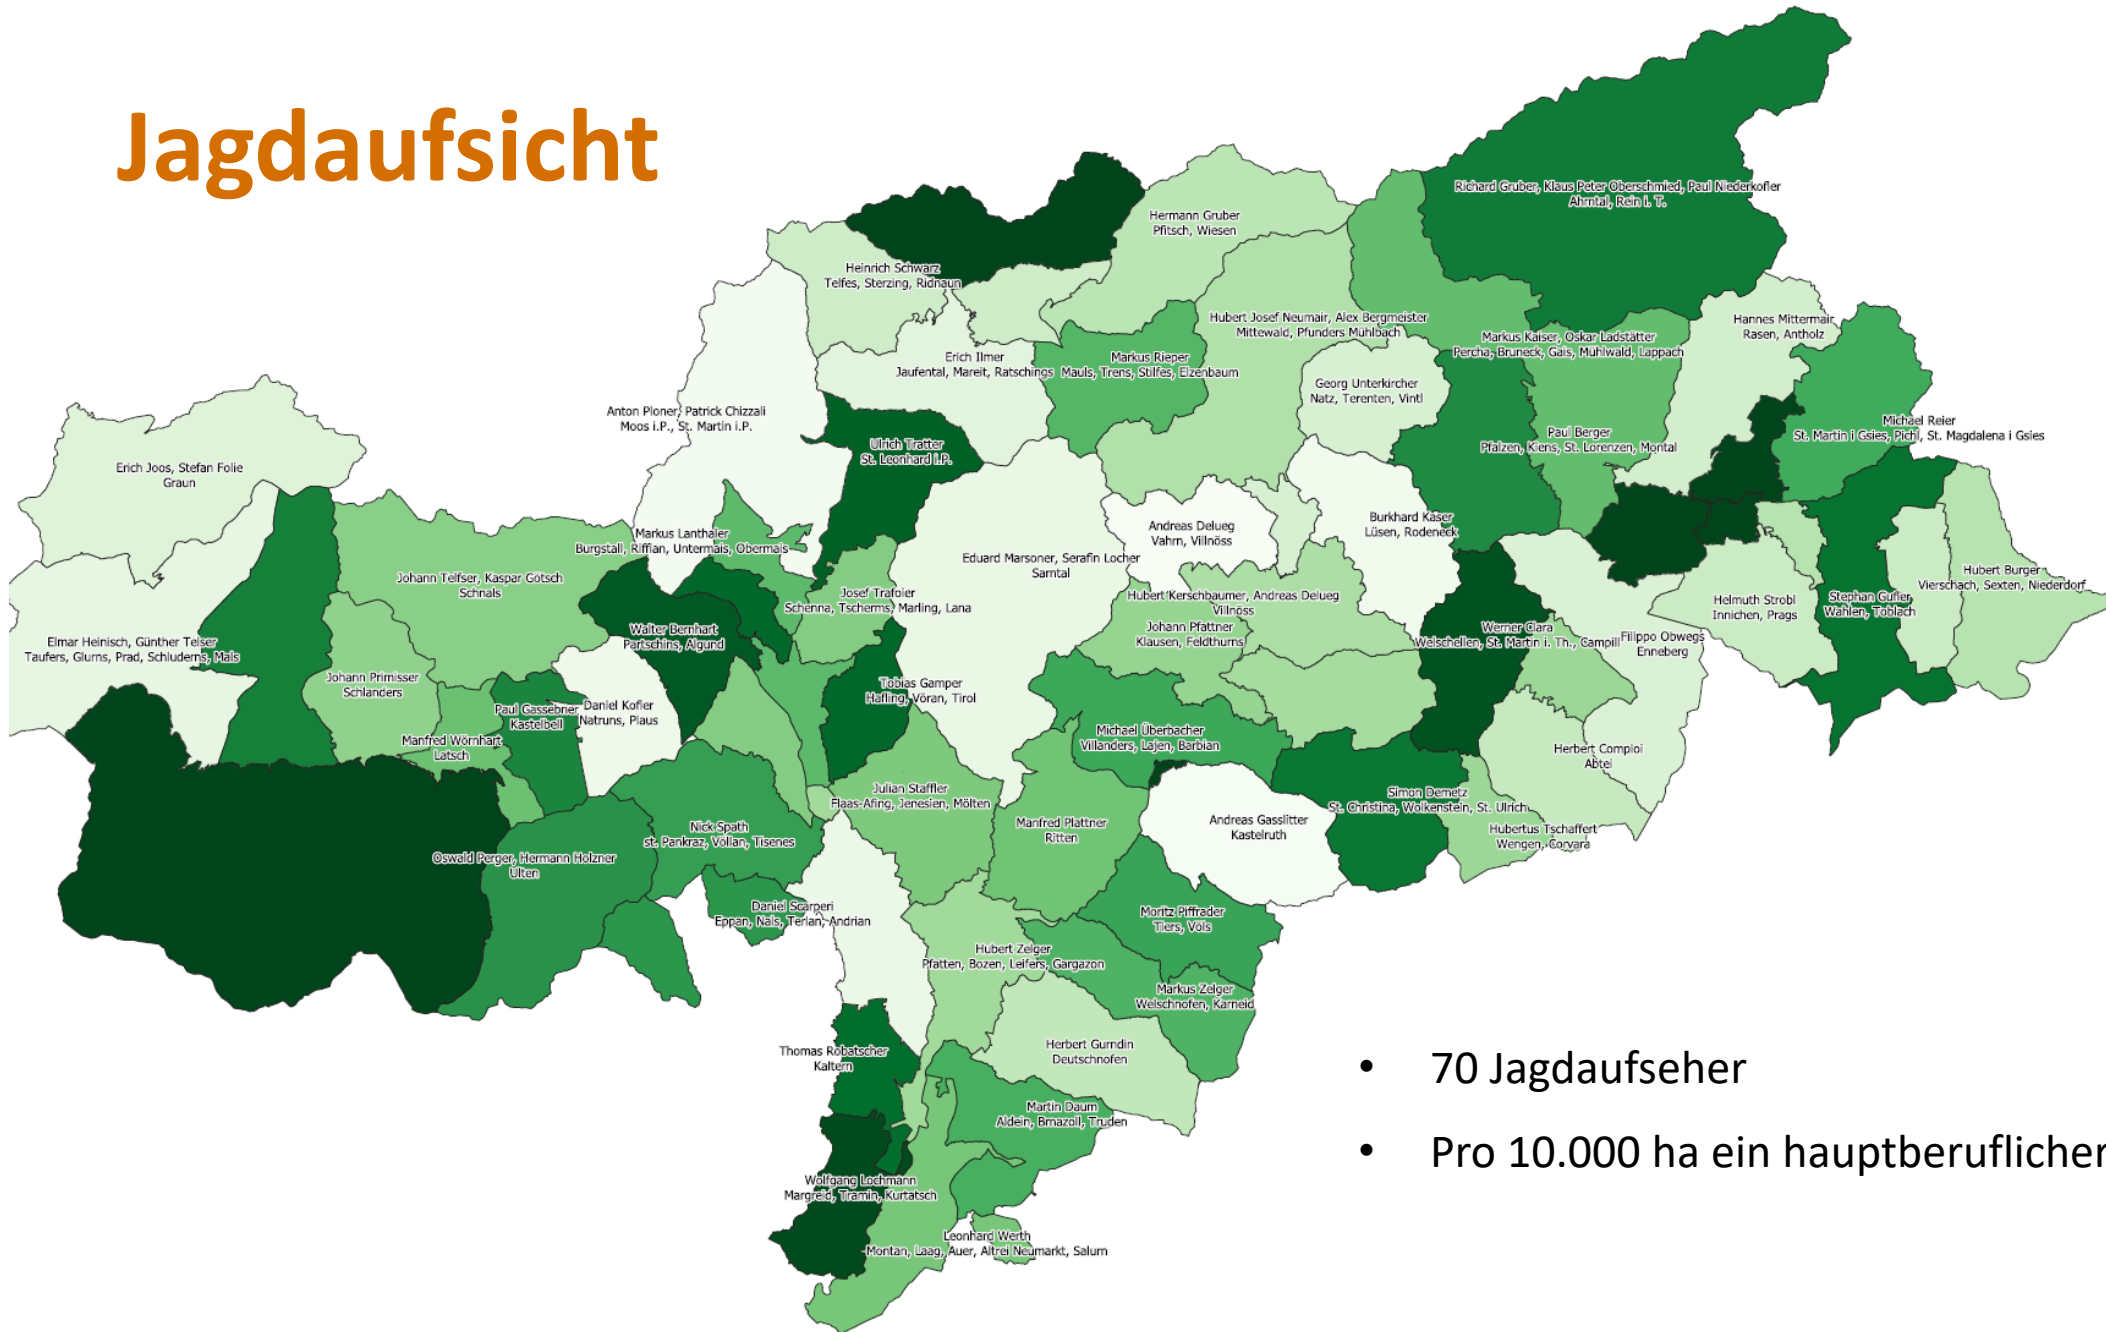 Jagdaufsicht
Richard Gruber, Klaus Peter Oberschmied, Paul Niederkofler
Ahrntal, Rein i. T.
Hermann Gruber
Pfitsch, Wiesen
Heinrich Schwarz
Telfes, Sterzing, Ridnaun
Hubert Josef Neumair, Alex Bergmeister
Mittewald, Pfunders Mühlbach
Hannes Mittermair
Rasen, Antholz
Markus Kaiser, Oskar Ladstätter
Percha, Bruneck, Gais, Mühlwald, Lappach
Erich Ilmer
Jaufental, Mareit, Ratschings
Markus Rieper
Mauls, Trens, Stilfes, Elzenbaum
Georg Unterkircher
Natz, Terenten, Vintl
Anton Ploner, Patrick Chizzali
Moos i.P., St. Martin i.P.
Ulrich Tratter
St. Leonhard i.P.
Paul Berger
Pfalzen, Kiens, St. Lorenzen, Montal
Michael Reier
St. Martin i Gsies, Pichl, St. Magdalena i Gsies
Erich Joos, Stefan Folie
Graun
Andreas Delueg
Vahrn, Villnöss
Burkhard Kaser
Lüsen, Rodeneck
Markus Lanthaler
Burgstall, Riffian, Untermais, Obermais
Eduard Marsoner, Serafin Locher
Sarntal
Johann Telfser, Kaspar Götsch
Schnals
Josef Trafoier
Schenna, Tscherms, Marling, Lana
Hubert Kerschbaumer, Andreas Delueg
Villnöss
Hubert Burger
Vierschach, Sexten, Niederdorf
Helmuth Strobl
Innichen, Prags
Stephan Gufler
Wahlen, Toblach
Elmar Heinisch, Günther Telser
Taufers, Glurns, Prad, Schluderns, Mals
Walter Bernhart
Partschins, Algund
Johann Pfattner
Klausen, Feldthurns
Werner Clara
Welschellen, St. Martin i. Th., Campill
Filippo Obwegs
Enneberg
Johann Primisser
Schlanders
Tobias Gamper
Hafling, Vöran, Tirol
Paul Gassebner
Kastelbell
Daniel Kofler
Natruns, Plaus
Manfred Wörnhart
Latsch
Michael Überbacher
Villanders, Lajen, Barbian
Herbert Comploi
Abtei
Julian Staffler
Flaas-Afing, Jenesien, Mölten
Simon Demetz
St. Christina, Wolkenstein, St. Ulrich
Manfred Plattner
Ritten
Andreas Gasslitter
Kastelruth
Hubertus Tschaffert
Wengen, Corvara
Nick Spath
st. Pankraz, Völlan, Tisenes
Oswald Perger, Hermann Holzner
Ulten
Daniel Scarperi
Eppan, Nals, Terlan, Andrian
Moritz Piffrader
Tiers, Völs
Hubert Zelger
Pfatten, Bozen, Leifers, Gargazon
Markus Zelger
Welschnofen, Karneid
Thomas Robatscher
Kaltern
Herbert Gurndin
Deutschnofen
Martin Daum
Aldein, Brnazoll, Truden
Wolfgang Lochmann
Margreid, Tramin, Kurtatsch
Leonhard Werth
Montan, Laag, Auer, Altrei Neumarkt, Salurn
• 70 Jagdaufseher
• Pro 10.000 ha ein hauptberuflicher